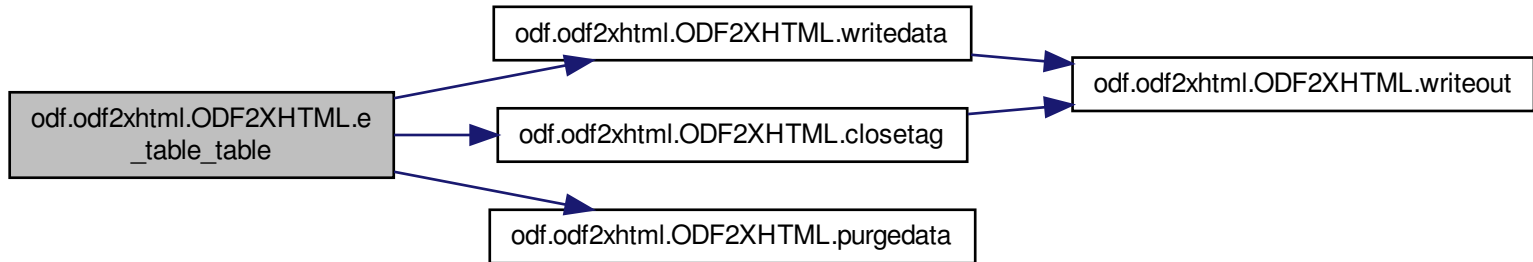 odf.odf2xhtml.ODF2XHTML.e
_table_table
odf.odf2xhtml.ODF2XHTML.writedata
odf.odf2xhtml.ODF2XHTML.closetag
odf.odf2xhtml.ODF2XHTML.purgedata
odf.odf2xhtml.ODF2XHTML.writeout